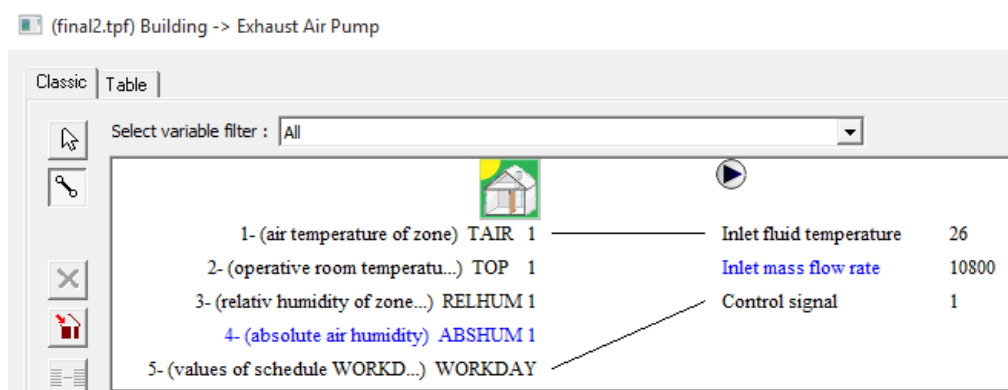 (final2.tpf) Building -> Exhaust Air Pump
Classic Table
Select variable filter : All
1- (air temperature of zone) TAIR 1 Inlet fluid temperature 26
2- (operative room temperatu...) TOP 1 Inlet mass flow rate 10800
3- (relativ humidity of zone...) RELHUM 1 Control signal 1
4- (absolute air humidity) ABSHUM 1
5- (values of schedule WORKD...) WORKDAY